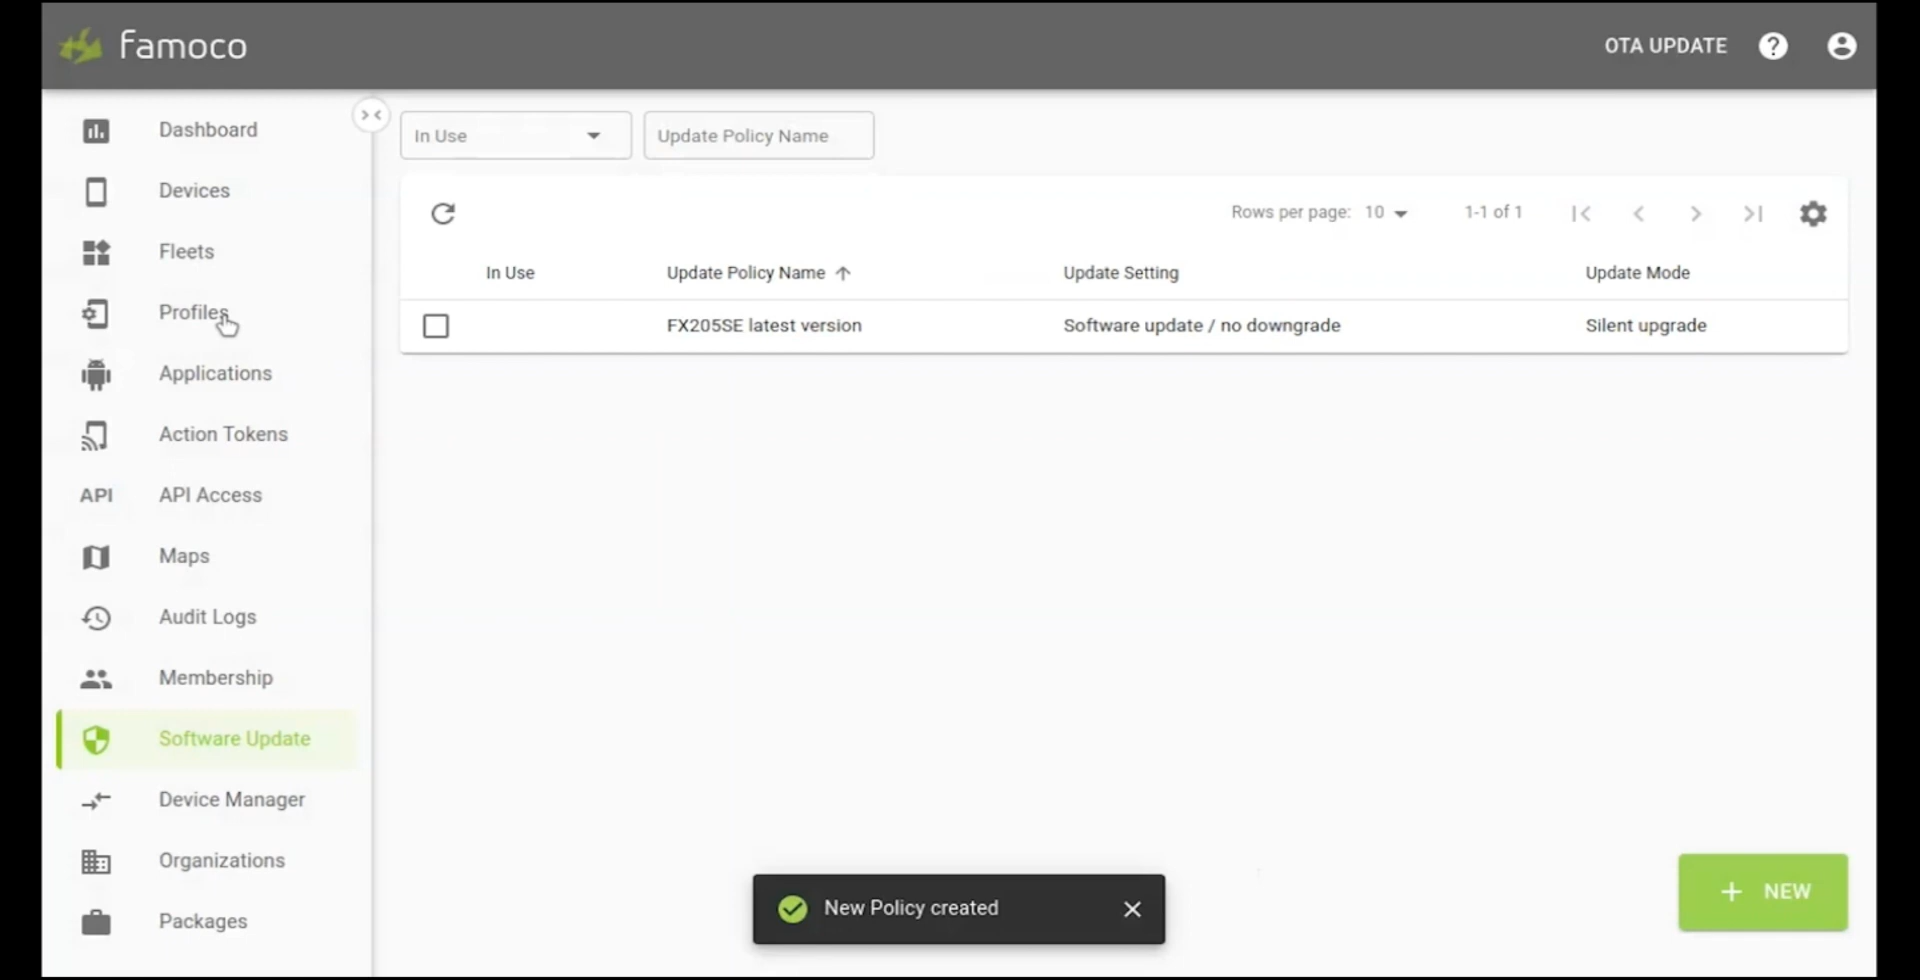 famoco
OTA UPDATE
Dashboard
Devices
Fleets
Profiles
Applications
Action Tokens
API API Access
Maps
Audit Logs
Membership
Software Update
Device Manager
Organizations
Packages
In Use
Update Policy Name
Rows per page: 10
1-1 of 1
In Use Update Policy Name Update Setting Update Mode
FX205SE latest version Software update / no downgrade Silent upgrade
New Policy created
NEW